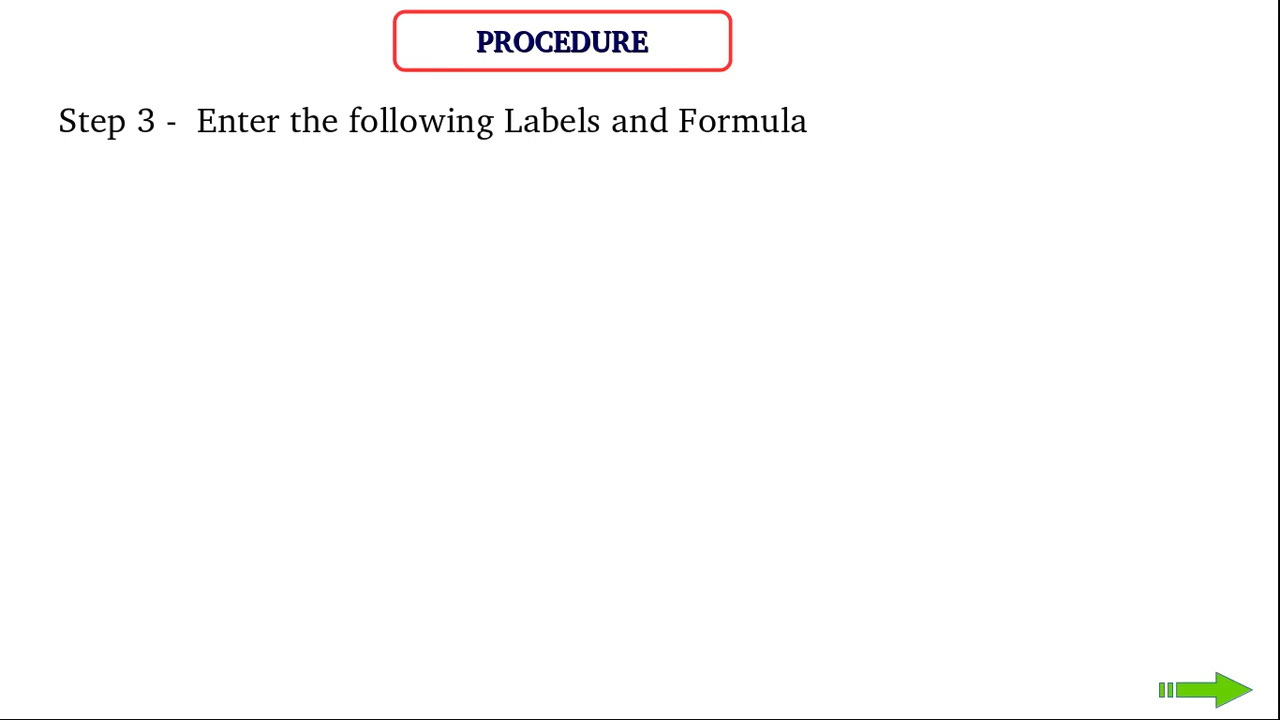 PROCEDURE
Step 3 - Enter the following Labels and Formula